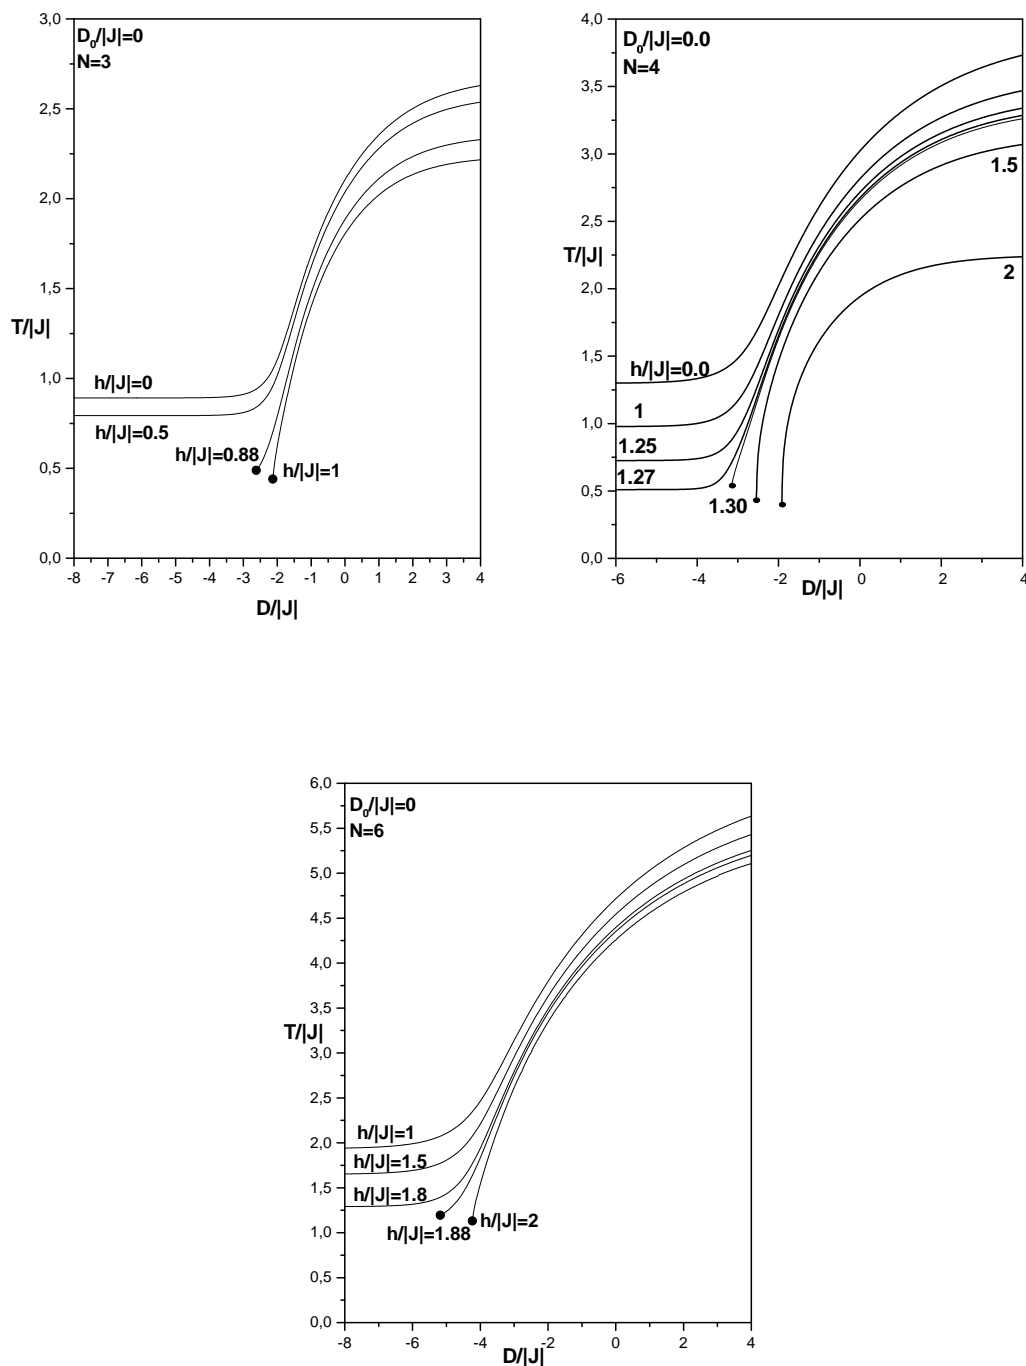 D₀/|J|=0
N=3
3,0
2,5
2,0
1,5
1,0
0,5
0,0
T/|J|
h/|J|=0
h/|J|=0.5
h/|J|=0.88
h/|J|=1
-8 -7 -6 -5 -4 -3 -2 -1 0 1 2 3 4
D/|J|
D₀/|J|=0.0
N=4
4,0
3,5
3,0
2,5
2,0
1,5
1,0
0,5
0,0
T/|J|
1.5
2
h/|J|=0.0
1
1.25
1.27
1.30
-6 -4 -2 0 2 4
D/|J|
D₀/|J|=0
N=6
6,0
5,5
5,0
4,5
4,0
3,5
3,0
2,5
2,0
1,5
1,0
0,5
0,0
T/|J|
h/|J|=1
h/|J|=1.5
h/|J|=1.8
h/|J|=1.88
h/|J|=2
-8 -6 -4 -2 0 2 4
D/|J|